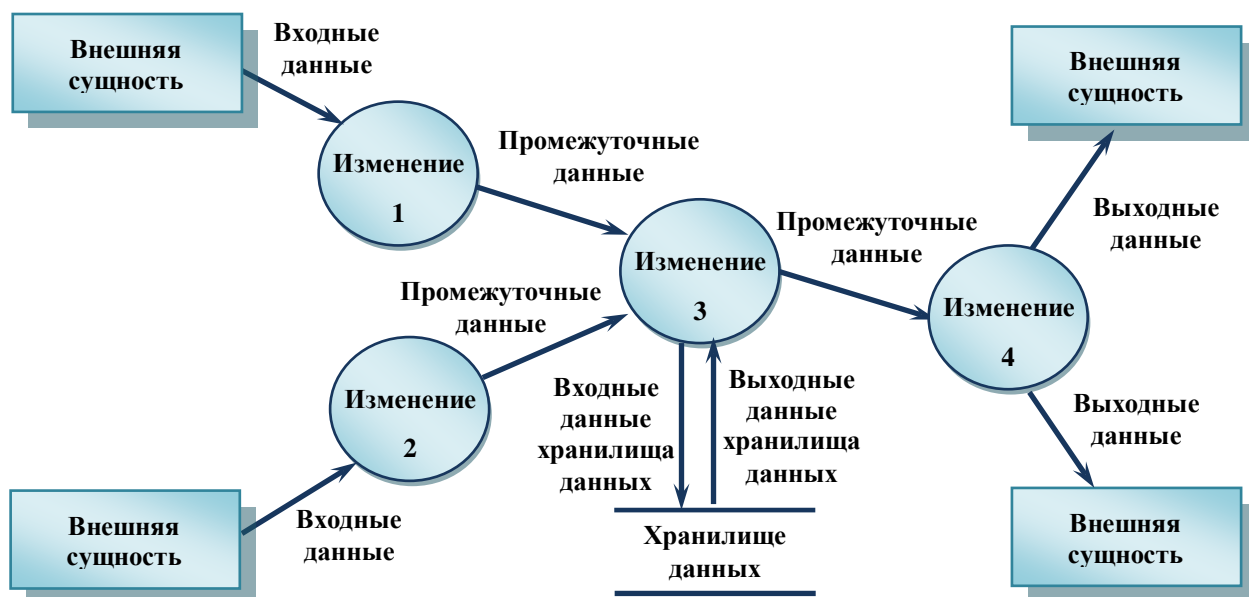 Внешняя
сущность
Входные
данные
Изменение
1
Промежуточные
данные
Внешняя
сущность
Выходные
данные
Изменение
3
Промежуточные
данные
Изменение
4
Промежуточные
данные
Изменение
2
Входные
данные
хранилища
данных
Выходные
данные
хранилища
данных
Выходные
данные
Внешняя
сущность
Входные
данные
Хранилище
данных
Внешняя
сущность